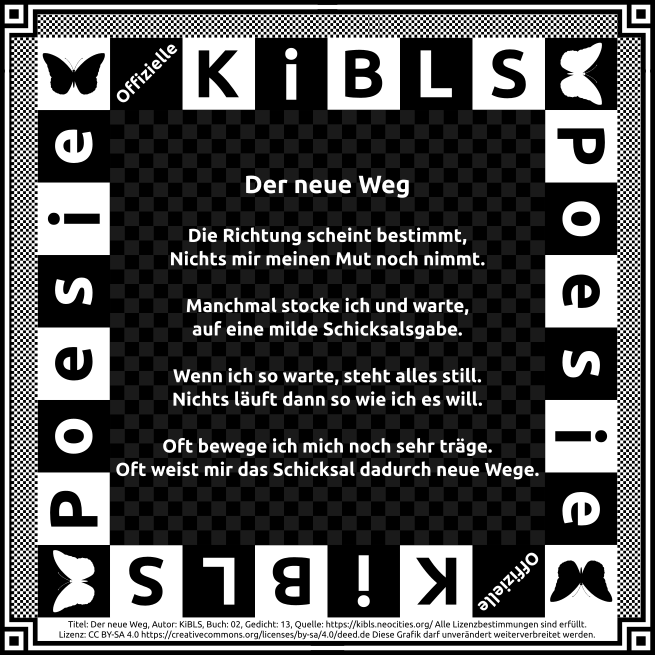 Offizielle
KiBLS
Poesie
Poesie
Der neue Weg
Die Richtung scheint bestimmt,
Nichts mir meinen Mut noch nimmt.
Manchmal stocke ich und warte,
auf eine milde Schicksalsgabe.
Wenn ich so warte, steht alles still.
Nichts läuft dann so wie ich es will.
Oft bewege ich mich noch sehr träge.
Oft weist mir das Schicksal dadurch neue Wege.
Offizielle
KiBLS
Titel: Der neue Weg, Autor: KiBLS, Buch: 02, Gedicht: 13, Quelle: https://kibls.neocities.org/ Alle Lizenzbestimmungen sind erfüllt.
Lizenz: CC BY-SA 4.0 https://creativecommons.org/licenses/by-sa/4.0/deed.de Diese Grafik darf unverändert weiterverbreitet werden.